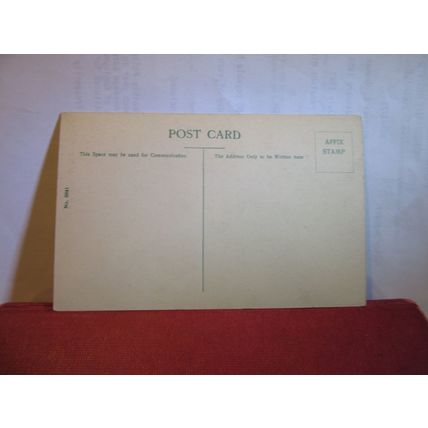 POST CARD
This Space may be used for Communication
The Address Only to be Written here
AFFIX
STAMP